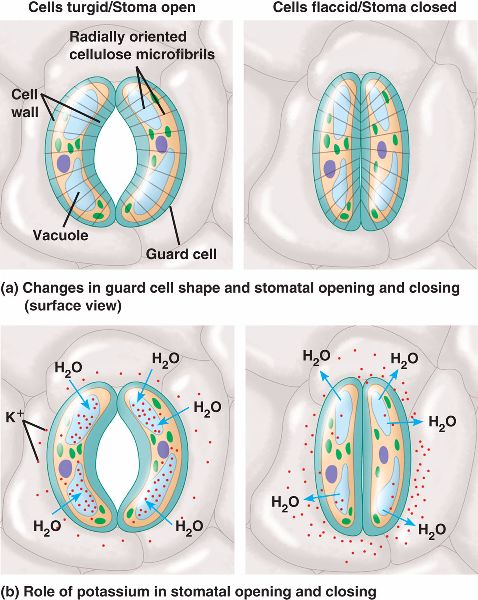 Cells turgid/Stoma open
Cells flaccid/Stoma closed
Radially oriented
cellulose microfibrils
Cell
wall
Vacuole
Guard cell
(a) Changes in guard cell shape and stomatal opening and closing
(surface view)
H₂O
H₂O
H₂O
H₂O
H₂O
K⁺
H₂O
H₂O
H₂O
H₂O
H₂O
(b) Role of potassium in stomatal opening and closing